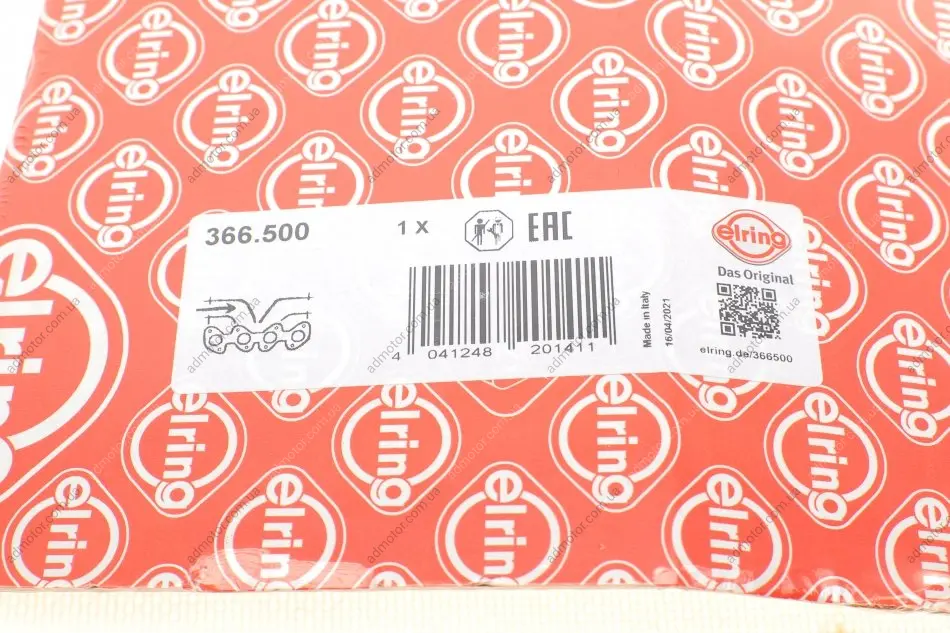 366.500
1 X
EAC
elring
Das Original
4 041248 201411
Made in Italy
16/04/2021
elring.de/366500
elring
admotor.com.ua